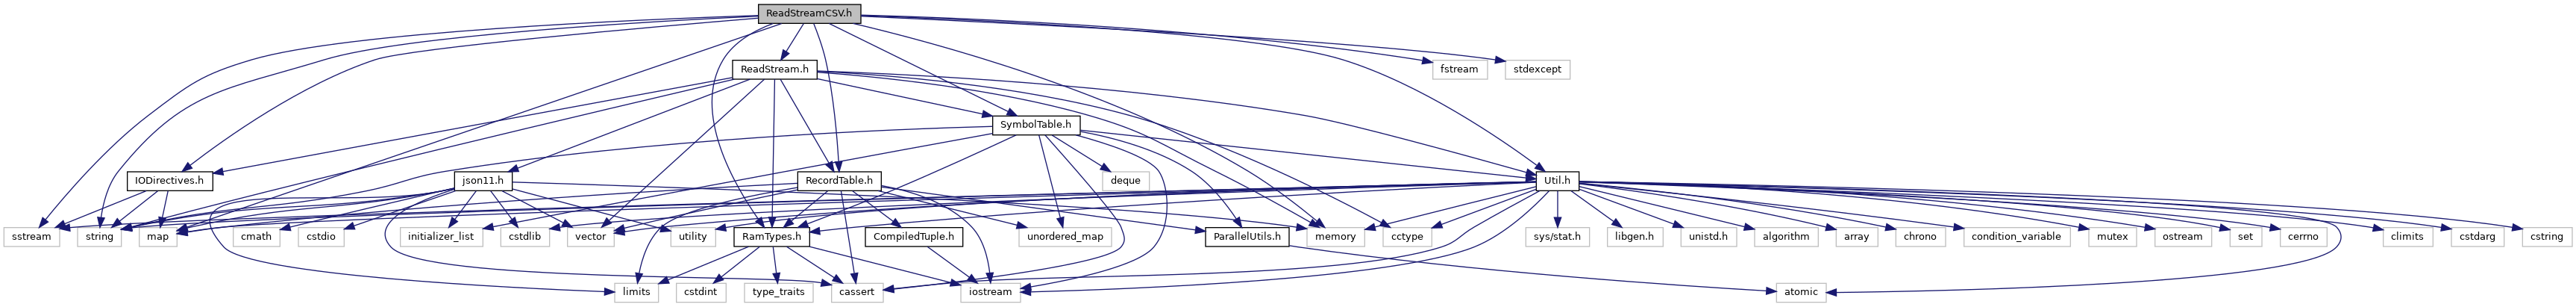 ReadStreamCSV.h
ReadStream.h
fstream
stdexcept
SymbolTable.h
IODirectives.h
json11.h
RecordTable.h
deque
Util.h
sstream
string
map
cmath
cstdio
initializer_list
cstdlib
vector
utility
RamTypes.h
CompiledTuple.h
unordered_map
ParallelUtils.h
memory
cctype
sys/stat.h
libgen.h
unistd.h
algorithm
array
chrono
condition_variable
mutex
ostream
set
cerrno
climits
cstdarg
cstring
limits
cstdint
type_traits
cassert
iostream
atomic